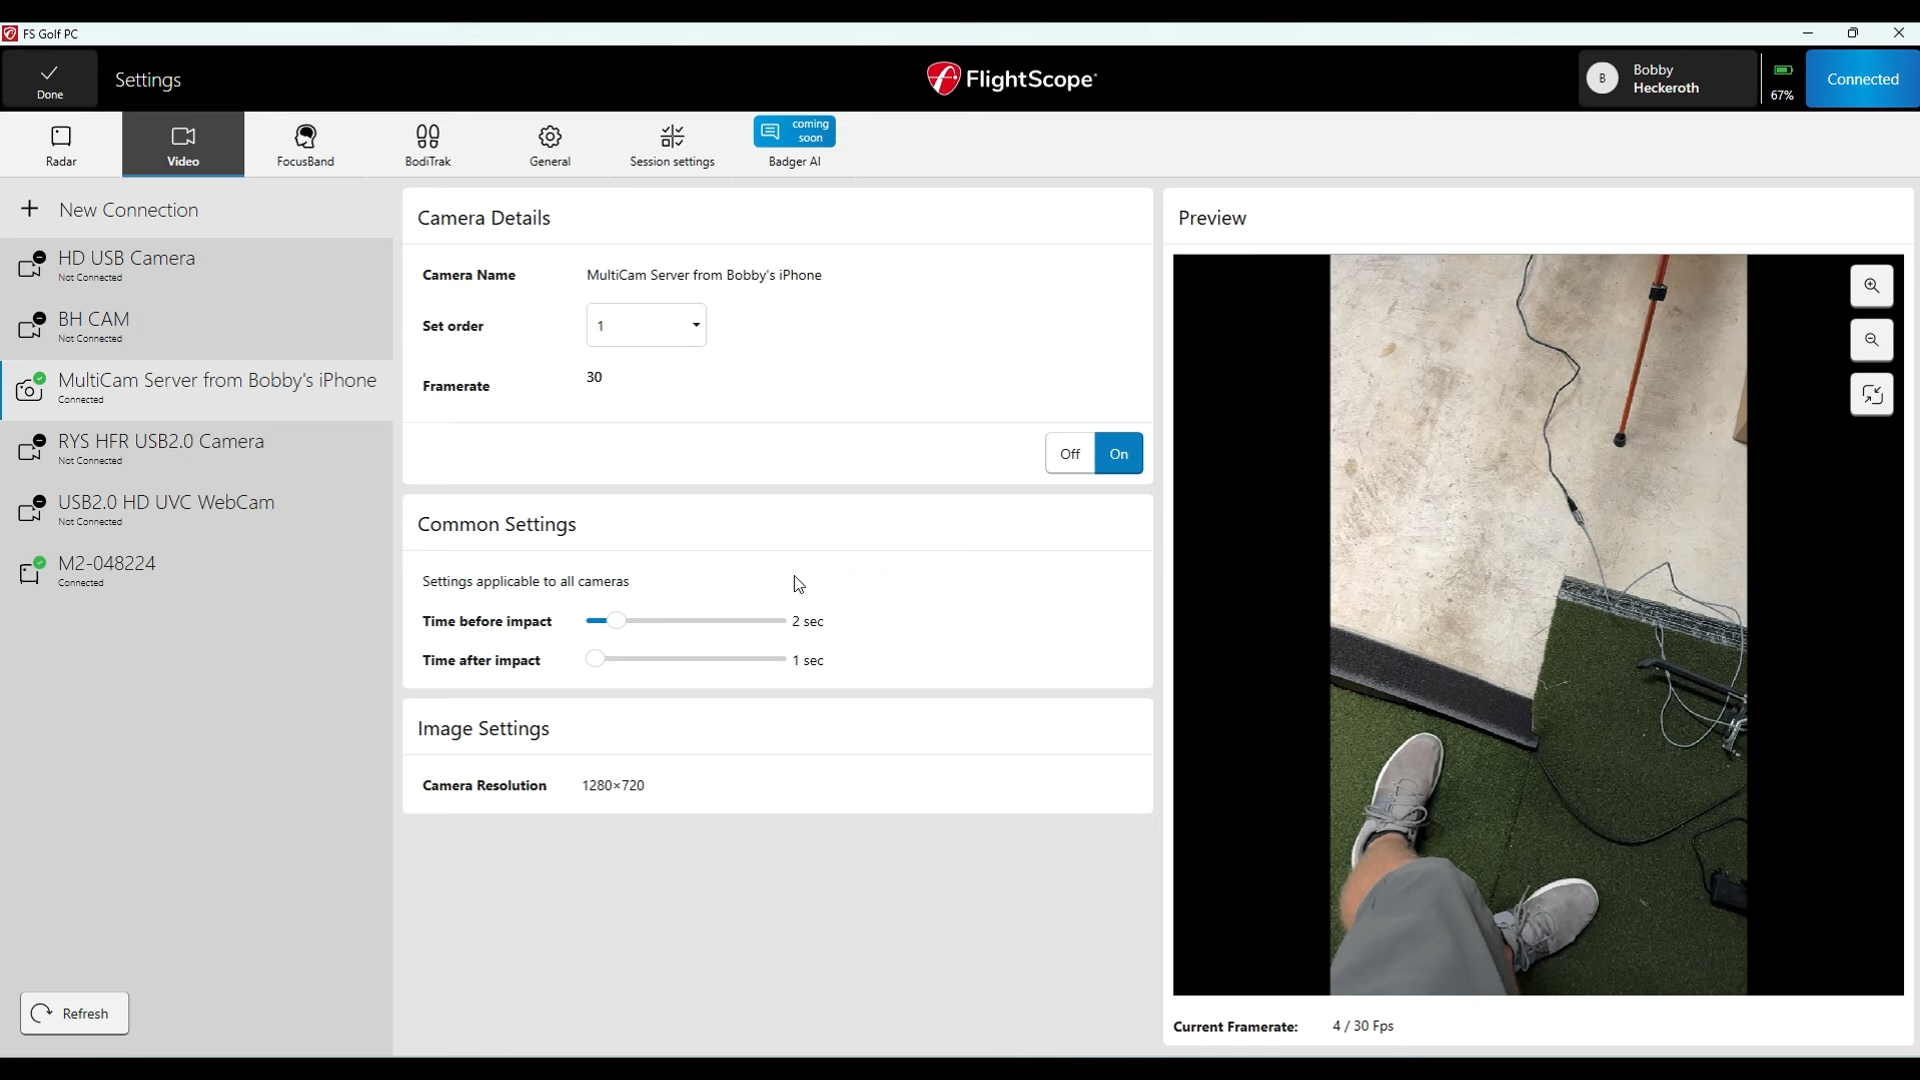 FS Golf PC
Done
Settings
FlightScope
B
Bobby
Heckeroth
67%
Connected
Radar
Video
FocusBand
BodiTrak
General
Session settings
coming
soon
Badger AI
New Connection
HD USB Camera
Not Connected
BH CAM
Not Connected
MultiCam Server from Bobby's iPhone
Connected
RYS HFR USB2.0 Camera
Not Connected
USB2.0 HD UVC WebCam
Not Connected
M2-048224
Connected
Refresh
Camera Details
Camera Name MultiCam Server from Bobby's iPhone
Set order 1
Framerate 30
Off On
Common Settings
Settings applicable to all cameras
Time before impact 2 sec
Time after impact 1 sec
Image Settings
Camera Resolution 1280×720
Preview
Current Framerate: 4 / 30 Fps